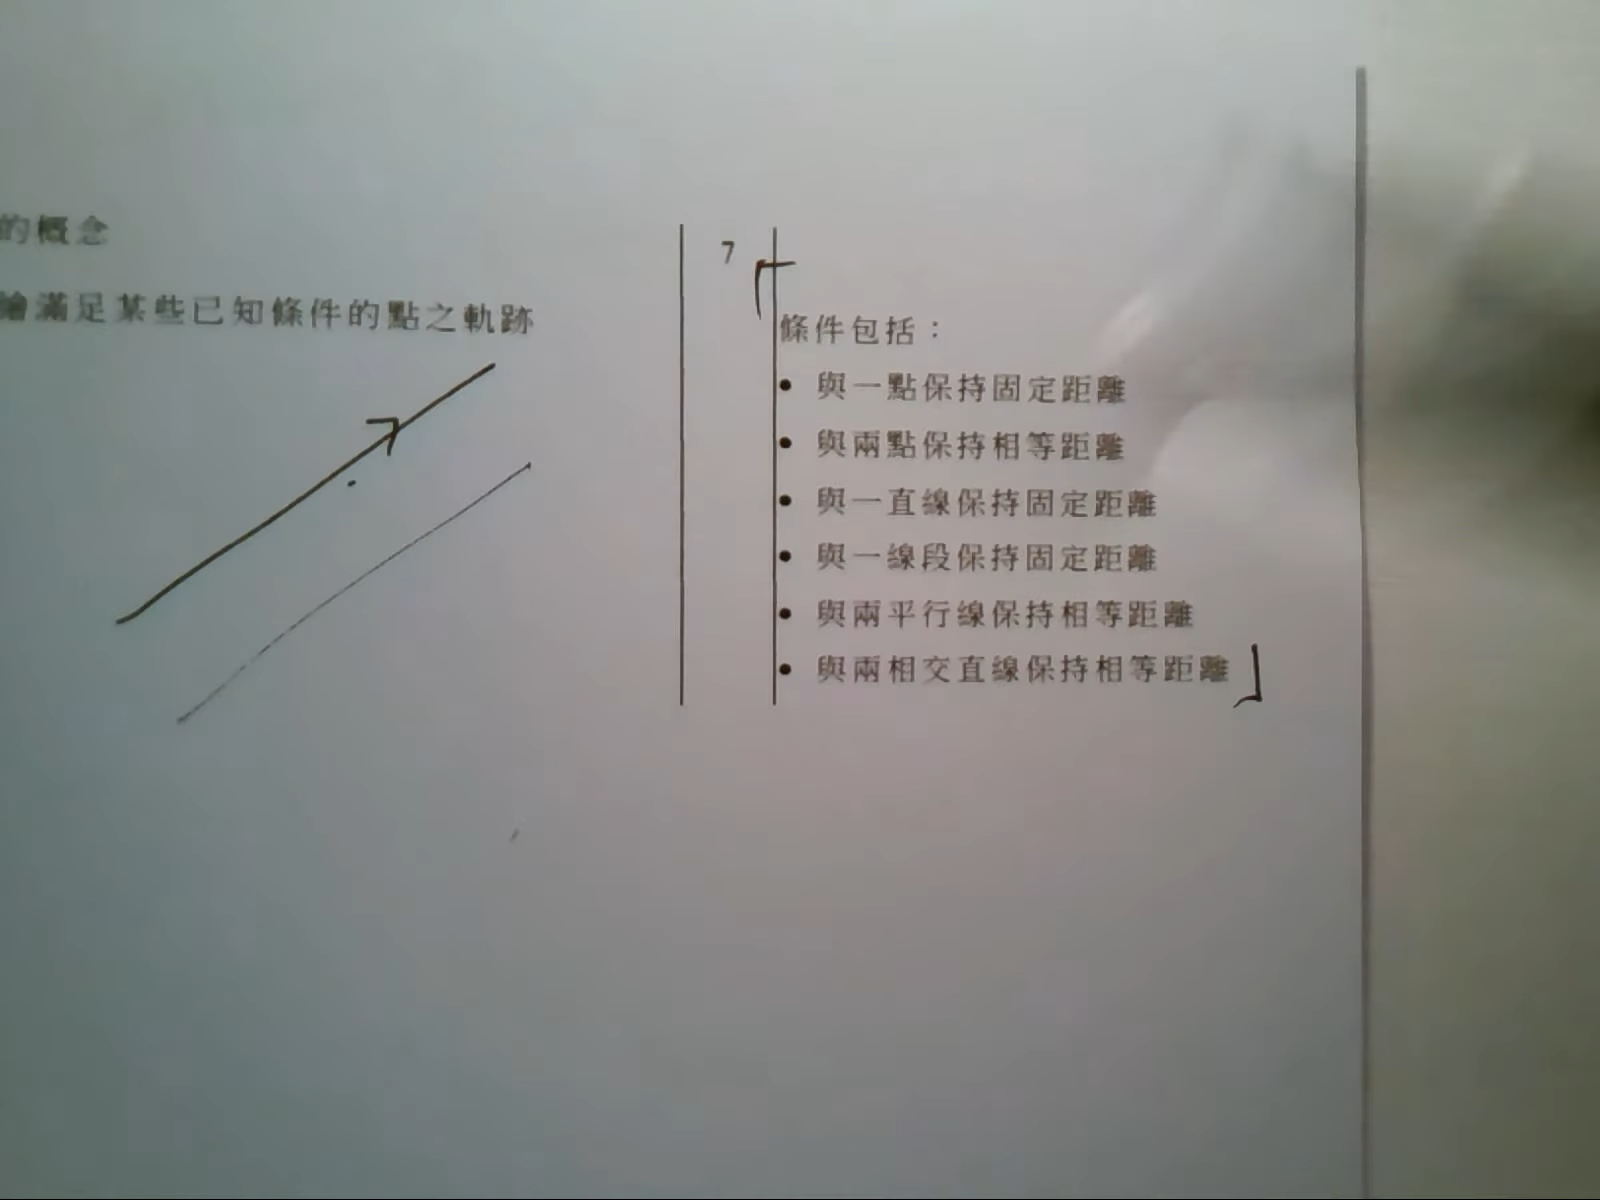 的概念
繪滿足某些已知條件的點之軌跡
7
條件包括：
• 與一點保持固定距離
• 與兩點保持相等距離
• 與一直線保持固定距離
• 與一線段保持固定距離
• 與兩平行線保持相等距離
• 與兩相交直線保持相等距離